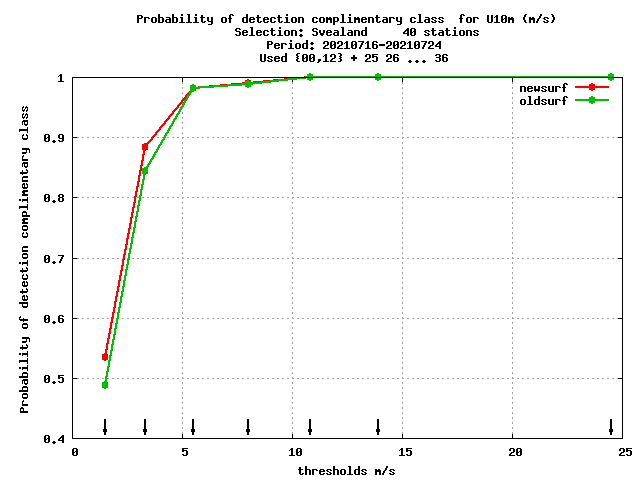 Probability of detection complimentary class  for U10m (m/s)
Selection: Svealand     40 stations
Period: 20210716-20210724
Used {00,12} + 25 26 ... 36
newsurf
oldsurf
Probability of detection complimentary class
1
0.9
0.8
0.7
0.6
0.5
0.4
0 5 10 15 20 25
thresholds m/s